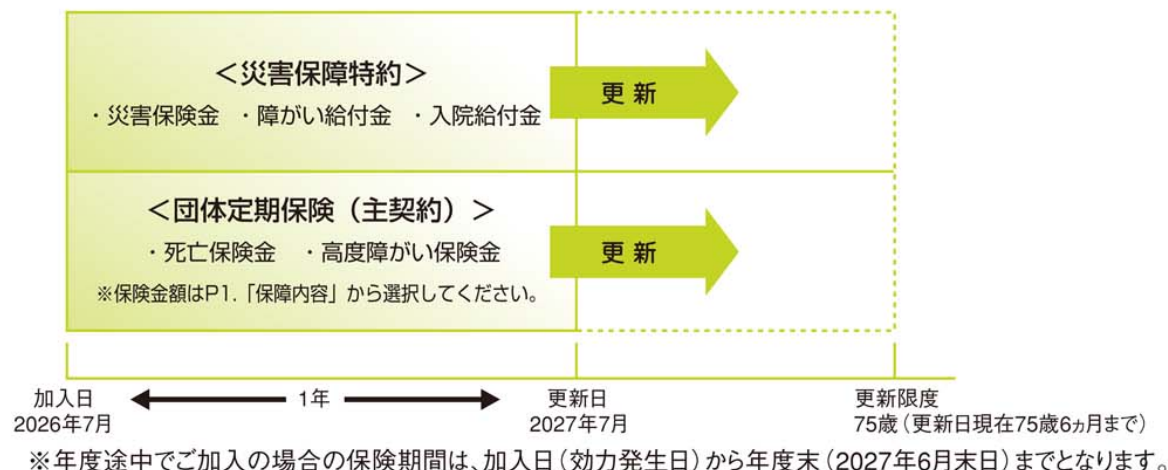 ＜災害保障特約＞
・災害保険金　・障がい給付金　・入院給付金
更 新
＜団体定期保険（主契約）＞
・死亡保険金　・高度障がい保険金
※保険金額はP1.「保障内容」から選択してください。
更 新
加入日
2026年7月
1年
更新日
2027年7月
更新限度
75歳（更新日現在75歳6ヵ月まで）
※年度途中でご加入の場合の保険期間は、加入日（効力発生日）から年度末（2027年6月末日）までとなります。